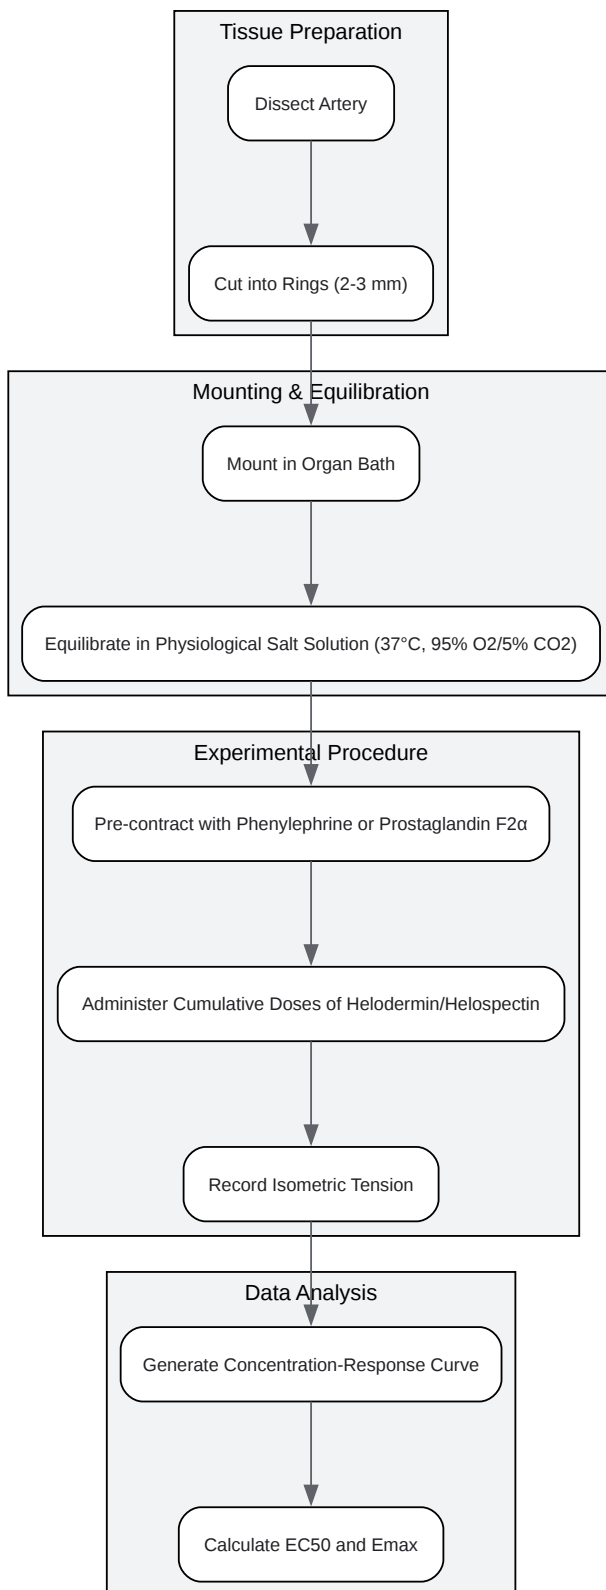 Tissue Preparation
Dissect Artery
Cut into Rings (2-3 mm)
Mounting & Equilibration
Mount in Organ Bath
Equilibrate in Physiological Salt Solution (37°C, 95% O2/5% CO2)
Experimental Procedure
Pre-contract with Phenylephrine or Prostaglandin F2α
Administer Cumulative Doses of Helodermin/Helospectin
Record Isometric Tension
Data Analysis
Generate Concentration-Response Curve
Calculate EC50 and Emax